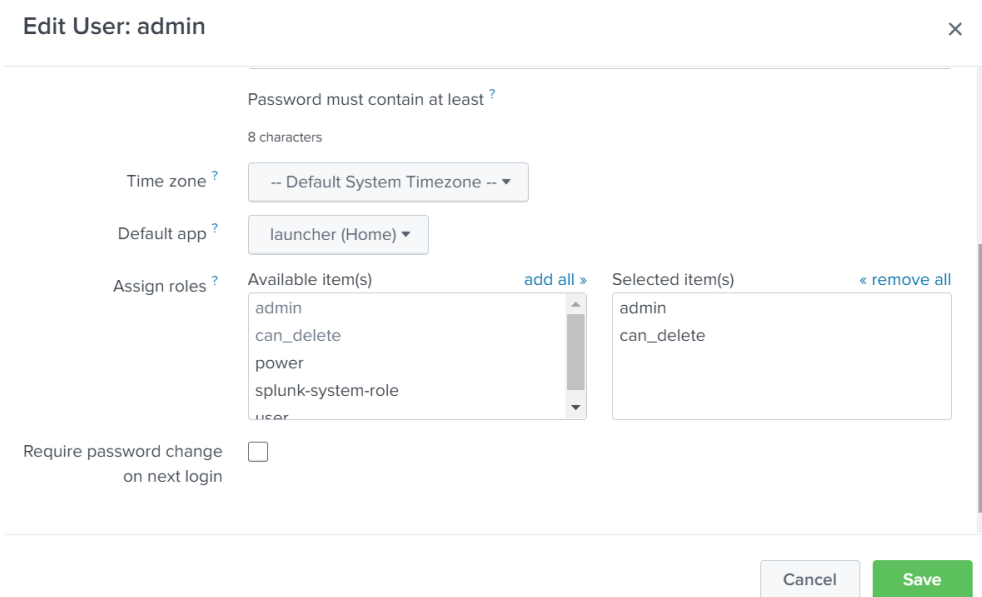 Edit User: admin ×
Password must contain at least ?
8 characters
Time zone ? -- Default System Timezone --
Default app ? launcher (Home)
Assign roles ? Available item(s) add all » Selected item(s) « remove all
admin admin
can_delete can_delete
power
splunk-system-role
user
Require password change
on next login
Cancel Save